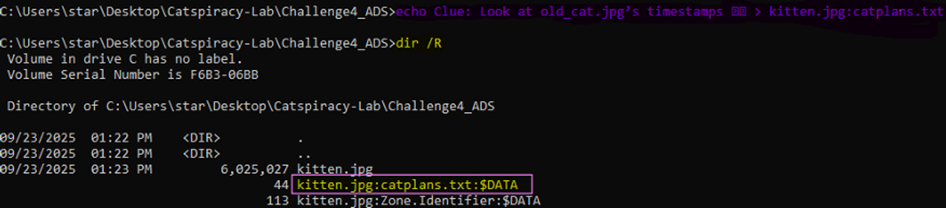 C:\Users\star\Desktop\Catspiracy-Lab\Challenge4_ADS>echo Clue: Look at old_cat.jpg’s timestamps > kitten.jpg:catplans.txt
C:\Users\star\Desktop\Catspiracy-Lab\Challenge4_ADS>dir /R
Volume in drive C has no label.
Volume Serial Number is F6B3-06BB
Directory of C:\Users\star\Desktop\Catspiracy-Lab\Challenge4_ADS
09/23/2025 01:22 PM <DIR> .
09/23/2025 01:22 PM <DIR> ..
09/23/2025 01:23 PM 6,025,027 kitten.jpg
44 kitten.jpg:catplans.txt:$DATA
113 kitten.jpg:Zone.Identifier:$DATA